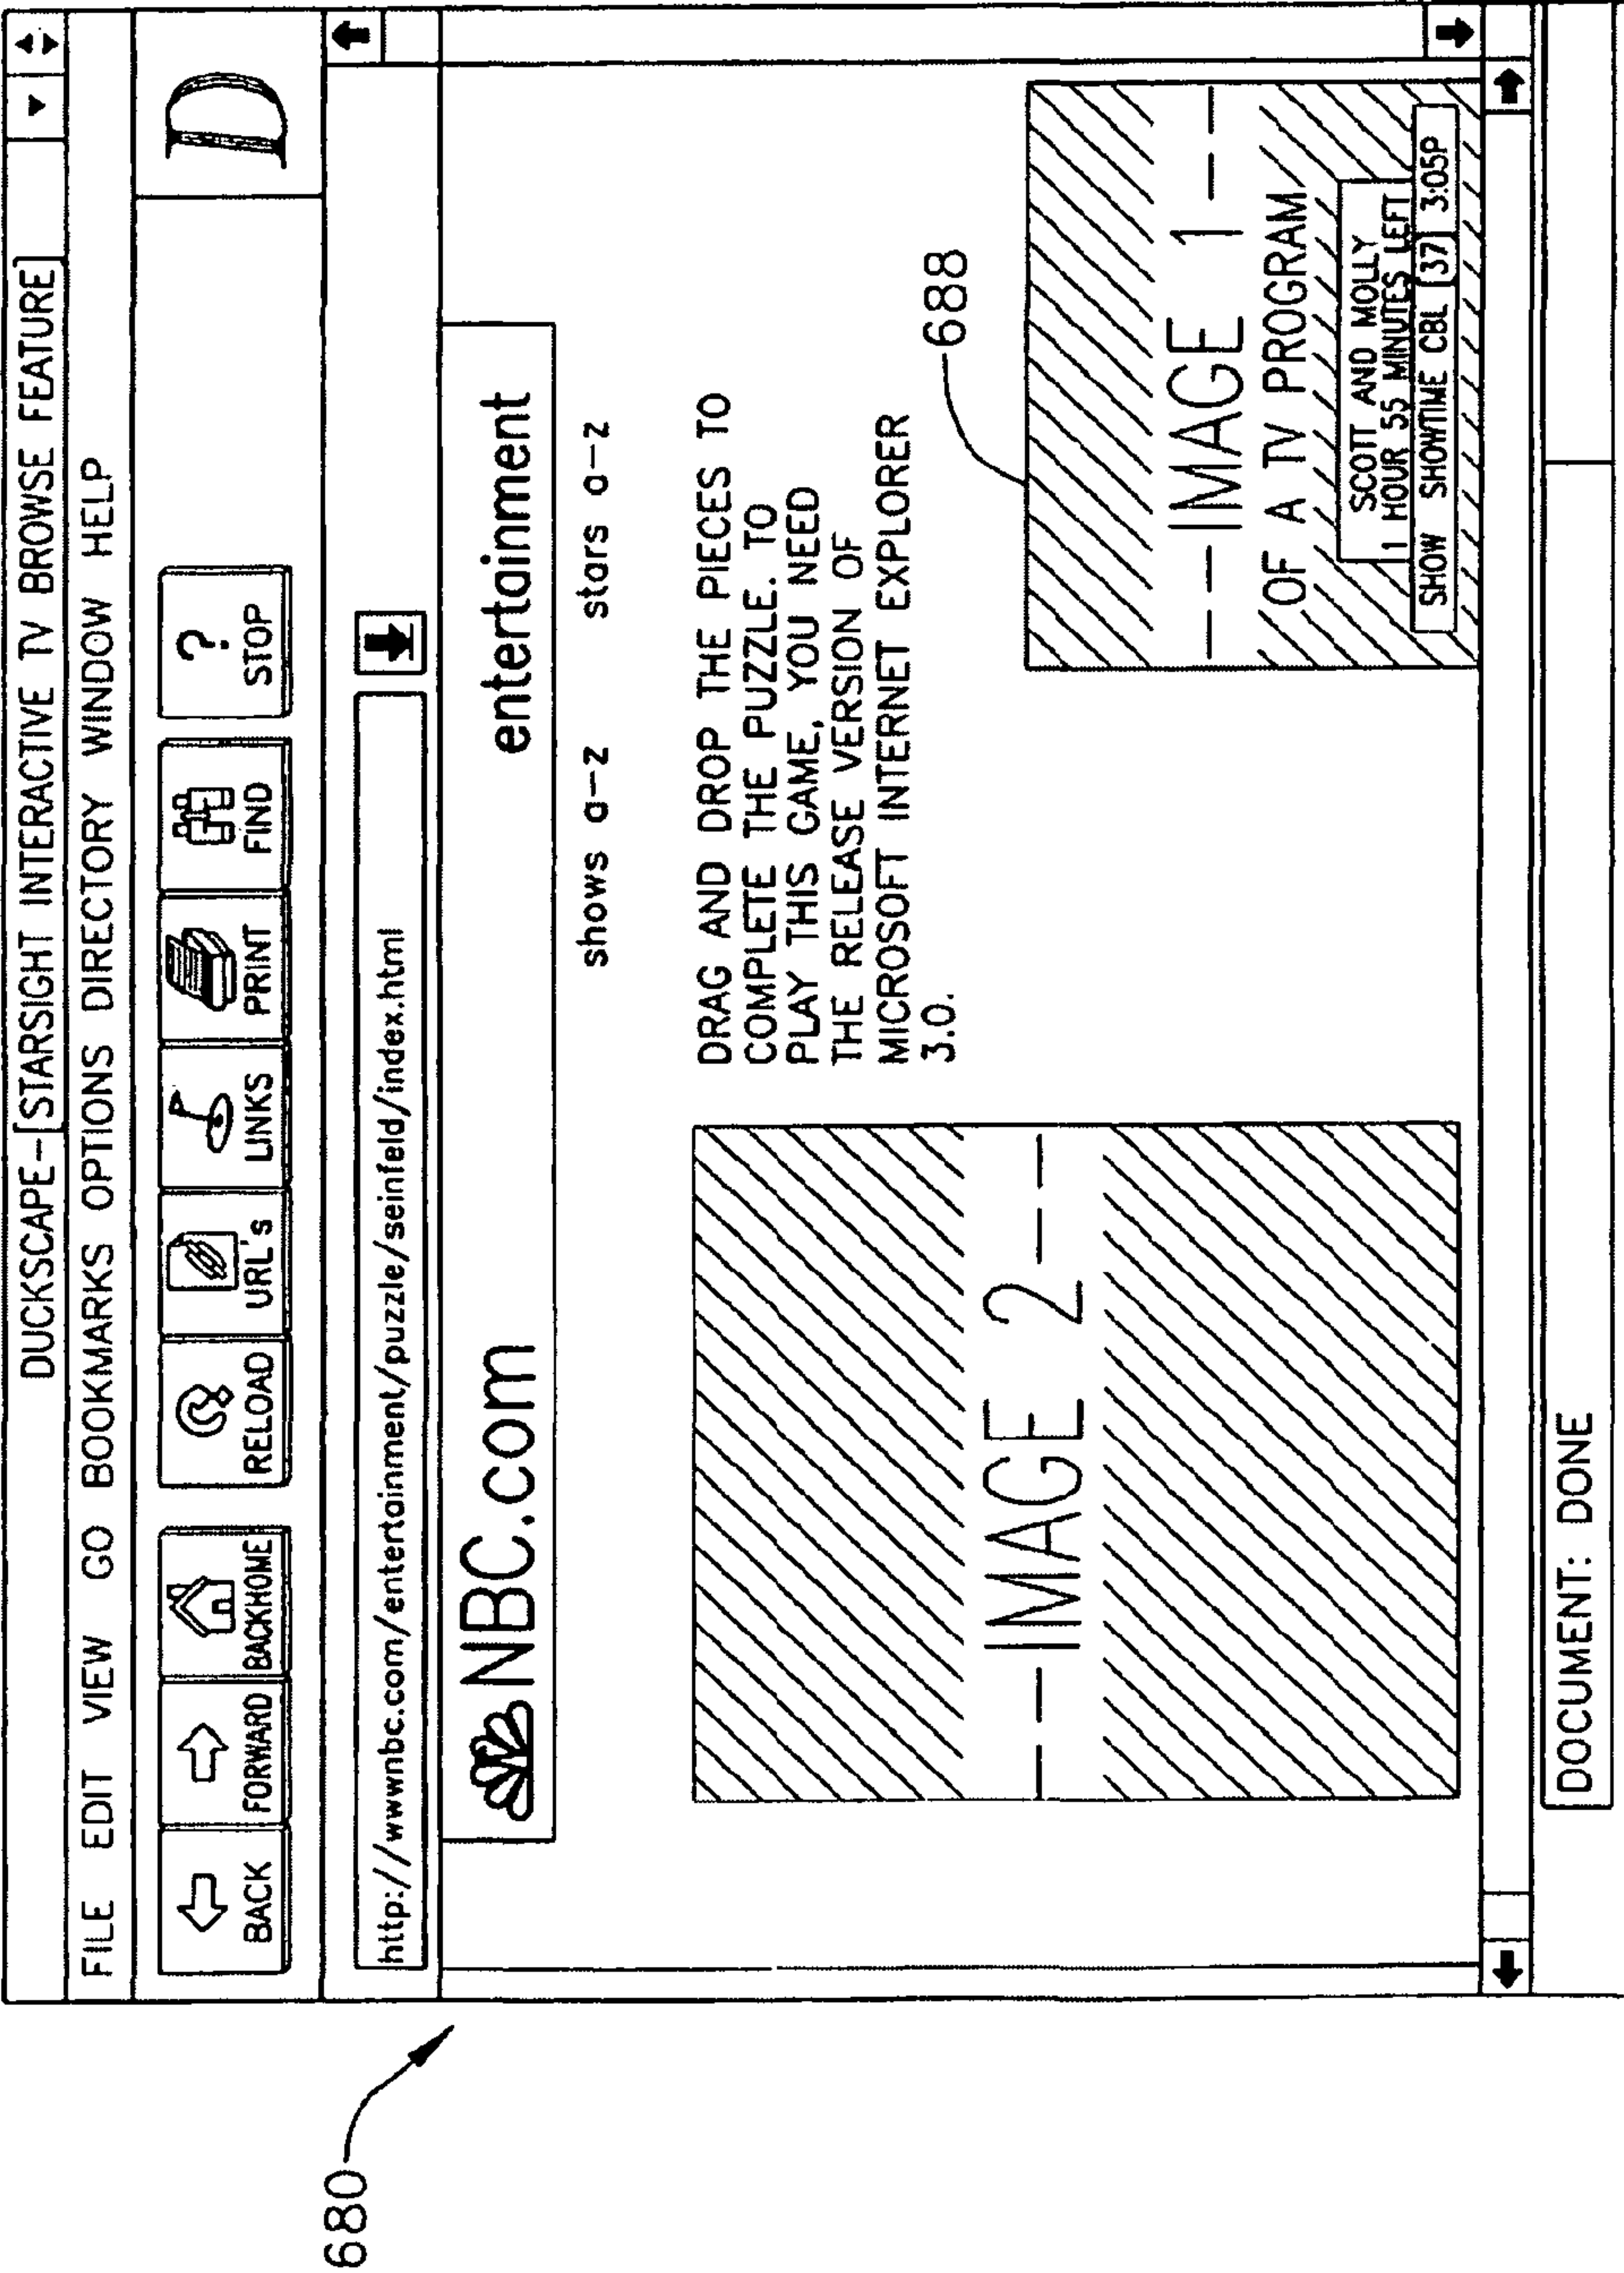 DUCKSCAPE-[STARSIGHT INTERACTIVE TV BROWSE FEATURE]
FILE EDIT VIEW GO BOOKMARKS OPTIONS DIRECTORY WINDOW HELP
BACK FORWARD BACKHOME RELOAD URL's LINKS PRINT FIND ? STOP
D
http://wwwnbc.com/entertainment/puzzle/seinfeld/index.html
680
NBC.com entertainment
shows a-z stars a-z
DRAG AND DROP THE PIECES TO
COMPLETE THE PUZZLE. TO
PLAY THIS GAME, YOU NEED
THE RELEASE VERSION OF
MICROSOFT INTERNET EXPLORER
3.0.
688
IMAGE 2
IMAGE 1
OF A TV PROGRAM
SCOTT AND MOLLY
1 HOUR 55 MINUTES LEFT
SHOW SHOWTIME CBL [37] 3:05P
DOCUMENT: DONE